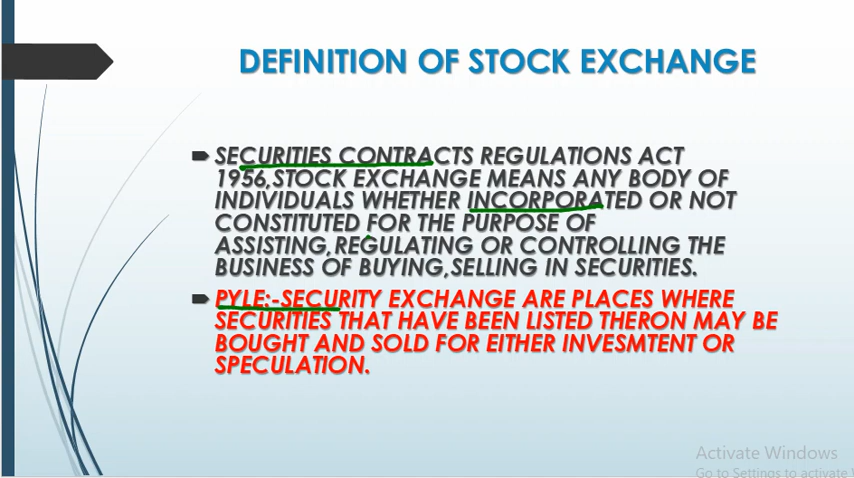 DEFINITION OF STOCK EXCHANGE
SECURITIES CONTRACTS REGULATIONS ACT
1956,STOCK EXCHANGE MEANS ANY BODY OF
INDIVIDUALS WHETHER INCORPORATED OR NOT
CONSTITUTED FOR THE PURPOSE OF
ASSISTING,REGULATING OR CONTROLLING THE
BUSINESS OF BUYING,SELLING IN SECURITIES.
PYLE:-SECURITY EXCHANGE ARE PLACES WHERE
SECURITIES THAT HAVE BEEN LISTED THERON MAY BE
BOUGHT AND SOLD FOR EITHER INVESMTENT OR
SPECULATION.
Activate Windows
Go to Settings to activate